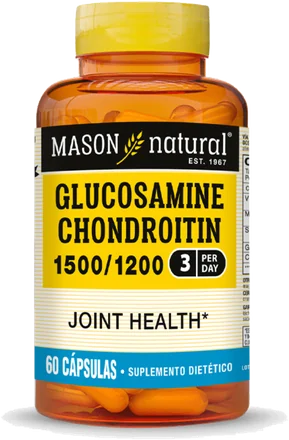 MASON natural®
EST. 1967
GLUCOSAMINE
CHONDROITIN
1500/1200 3 PER DAY
JOINT HEALTH*
60 CÁPSULAS • SUPLEMENTO DIETÉTICO